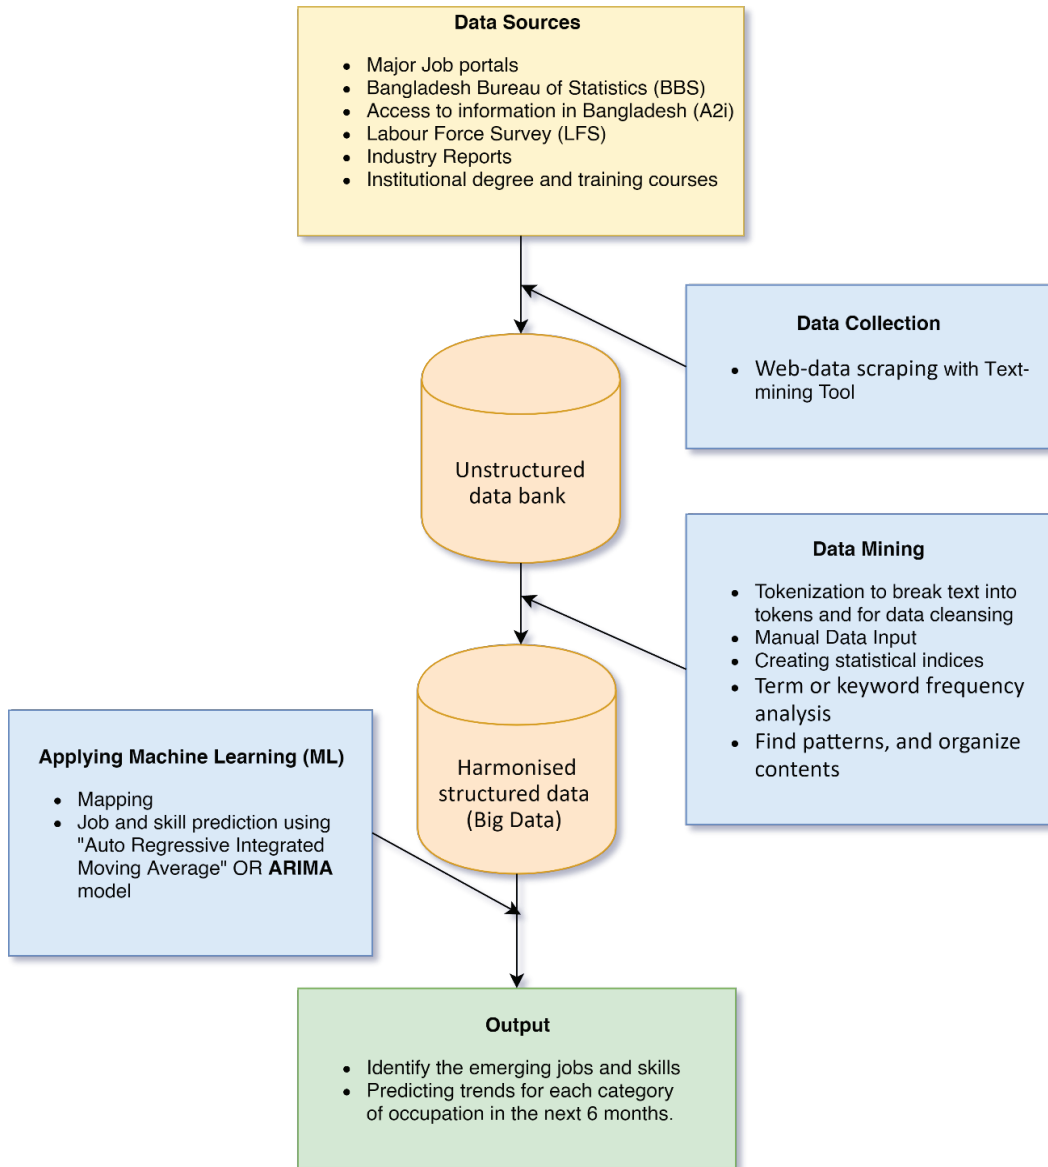 Data Sources
• Major Job portals
• Bangladesh Bureau of Statistics (BBS)
• Access to information in Bangladesh (A2i)
• Labour Force Survey (LFS)
• Industry Reports
• Institutional degree and training courses
Data Collection
• Web-data scraping with Text-
mining Tool
Unstructured
data bank
Data Mining
• Tokenization to break text into
tokens and for data cleansing
• Manual Data Input
• Creating statistical indices
• Term or keyword frequency
analysis
• Find patterns, and organize
contents
Applying Machine Learning (ML)
• Mapping
• Job and skill prediction using
"Auto Regressive Integrated
Moving Average" OR ARIMA
model
Harmonised
structured data
(Big Data)
Output
• Identify the emerging jobs and skills
• Predicting trends for each category
of occupation in the next 6 months.